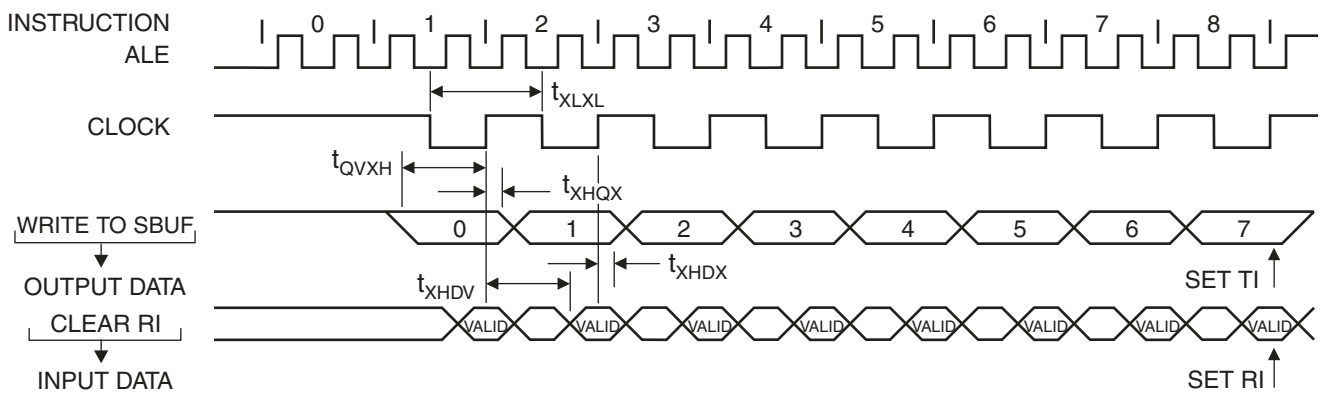 INSTRUCTION
0 1 2 3 4 5 6 7 8
ALE
tXLXL
CLOCK
tQVXH
tXHQX
WRITE TO SBUF
0 1 2 3 4 5 6 7
tXHDX
SET TI
OUTPUT DATA
tXHDV
CLEAR RI
VALID VALID VALID VALID VALID VALID VALID VALID
SET RI
INPUT DATA